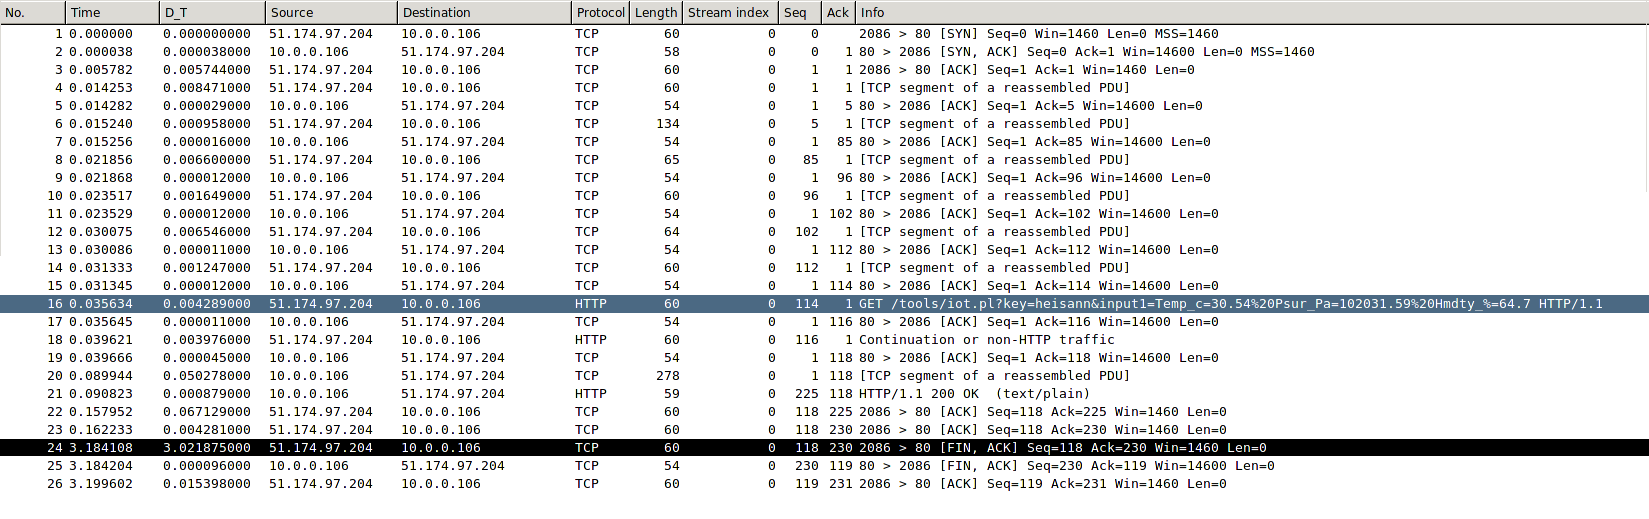 No. Time D_T Source Destination Protocol Length Stream index Seq Ack Info
1 0.000000 0.000000000 51.174.97.204 10.0.0.106 TCP 60 0 0 2086 > 80 [SYN] Seq=0 Win=1460 Len=0 MSS=1460
2 0.000038 0.000038000 10.0.0.106 51.174.97.204 TCP 58 0 0 1 80 > 2086 [SYN, ACK] Seq=0 Ack=1 Win=14600 Len=0 MSS=1460
3 0.005782 0.005744000 51.174.97.204 10.0.0.106 TCP 60 0 1 1 2086 > 80 [ACK] Seq=1 Ack=1 Win=1460 Len=0
4 0.014253 0.008471000 51.174.97.204 10.0.0.106 TCP 60 0 1 1 [TCP segment of a reassembled PDU]
5 0.014282 0.000029000 10.0.0.106 51.174.97.204 TCP 54 0 1 5 80 > 2086 [ACK] Seq=1 Ack=5 Win=14600 Len=0
6 0.015240 0.000958000 51.174.97.204 10.0.0.106 TCP 134 0 5 1 [TCP segment of a reassembled PDU]
7 0.015256 0.000016000 10.0.0.106 51.174.97.204 TCP 54 0 1 85 80 > 2086 [ACK] Seq=1 Ack=85 Win=14600 Len=0
8 0.021856 0.006600000 51.174.97.204 10.0.0.106 TCP 65 0 85 1 [TCP segment of a reassembled PDU]
9 0.021868 0.000012000 10.0.0.106 51.174.97.204 TCP 54 0 1 96 80 > 2086 [ACK] Seq=1 Ack=96 Win=14600 Len=0
10 0.023517 0.001649000 51.174.97.204 10.0.0.106 TCP 60 0 96 1 [TCP segment of a reassembled PDU]
11 0.023529 0.000012000 10.0.0.106 51.174.97.204 TCP 54 0 1 102 80 > 2086 [ACK] Seq=1 Ack=102 Win=14600 Len=0
12 0.030075 0.006546000 51.174.97.204 10.0.0.106 TCP 64 0 102 1 [TCP segment of a reassembled PDU]
13 0.030086 0.000011000 10.0.0.106 51.174.97.204 TCP 54 0 1 112 80 > 2086 [ACK] Seq=1 Ack=112 Win=14600 Len=0
14 0.031333 0.001247000 51.174.97.204 10.0.0.106 TCP 60 0 112 1 [TCP segment of a reassembled PDU]
15 0.031345 0.000012000 10.0.0.106 51.174.97.204 TCP 54 0 1 114 80 > 2086 [ACK] Seq=1 Ack=114 Win=14600 Len=0
16 0.035634 0.004289000 51.174.97.204 10.0.0.106 HTTP 60 0 114 1 GET /tools/iot.pl?key=heisann&input1=Temp_c=30.54%20Psur_Pa=102031.59%20Hmdty_%=64.7 HTTP/1.1
17 0.035645 0.000011000 10.0.0.106 51.174.97.204 TCP 54 0 1 116 80 > 2086 [ACK] Seq=1 Ack=116 Win=14600 Len=0
18 0.039621 0.003976000 51.174.97.204 10.0.0.106 HTTP 60 0 116 1 Continuation or non-HTTP traffic
19 0.039666 0.000045000 10.0.0.106 51.174.97.204 TCP 54 0 1 118 80 > 2086 [ACK] Seq=1 Ack=118 Win=14600 Len=0
20 0.089944 0.050278000 10.0.0.106 51.174.97.204 TCP 278 0 1 118 [TCP segment of a reassembled PDU]
21 0.090823 0.000879000 10.0.0.106 51.174.97.204 HTTP 59 0 225 118 HTTP/1.1 200 OK (text/plain)
22 0.157952 0.067129000 51.174.97.204 10.0.0.106 TCP 60 0 118 225 2086 > 80 [ACK] Seq=118 Ack=225 Win=1460 Len=0
23 0.162233 0.004281000 51.174.97.204 10.0.0.106 TCP 60 0 118 230 2086 > 80 [ACK] Seq=118 Ack=230 Win=1460 Len=0
24 3.184108 3.021875000 51.174.97.204 10.0.0.106 TCP 60 0 118 230 2086 > 80 [FIN, ACK] Seq=118 Ack=230 Win=1460 Len=0
25 3.184204 0.000096000 10.0.0.106 51.174.97.204 TCP 54 0 230 119 80 > 2086 [FIN, ACK] Seq=230 Ack=119 Win=14600 Len=0
26 3.199602 0.015398000 51.174.97.204 10.0.0.106 TCP 60 0 119 231 2086 > 80 [ACK] Seq=119 Ack=231 Win=1460 Len=0